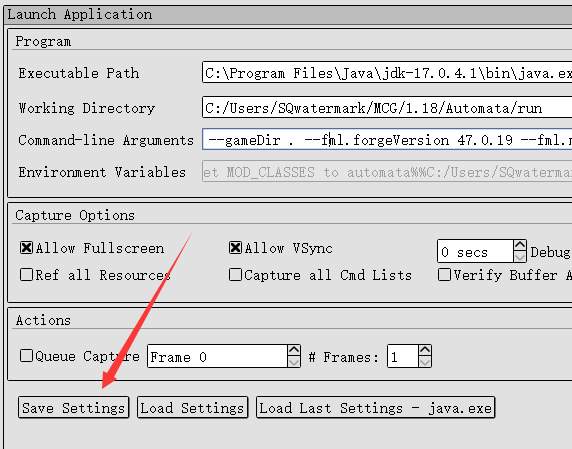 Launch Application
Program
Executable Path C:\Program Files\Java\jdk-17.0.4.1\bin\java.ex
Working Directory C:/Users/SQwatermark/MCG/1.18/Automata/run
Command-line Arguments --gameDir . --fml.forgeVersion 47.0.19 --fml.m
Environment Variables et MOD_CLASSES to automata%%C:/Users/SQwatermark
Capture Options
Allow Fullscreen Allow VSync 0 secs Debug
Ref all Resources Capture all Cmd Lists Verify Buffer A
Actions
Queue Capture Frame 0 # Frames: 1
Save Settings Load Settings Load Last Settings - java.exe